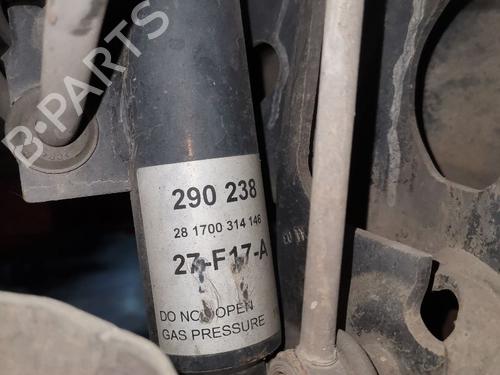 B-PARTS
290 238
28 1700 314 146
27-F17-A
DO NOT OPEN
GAS PRESSURE